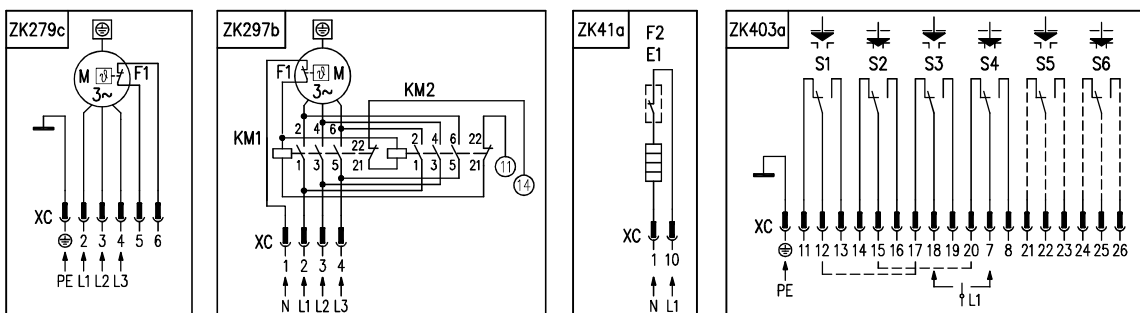 ZK279c
M ϑ F1
3~
XC
2 3 4 5 6
PE L1 L2 L3
ZK297b
F1 ϑ M
3~
KM2
2 4 6 22 2 4 6 22
KM1
1 3 5 21 1 3 5 21
11
14
XC
1 2 3 4
N L1 L2 L3
ZK41a
F2
E1
XC
1 10
N L1
ZK403a
S1 S2 S3 S4 S5 S6
XC
11 12 13 14 15 16 17 18 19 20 7 8 21 22 23 24 25 26
PE
L1